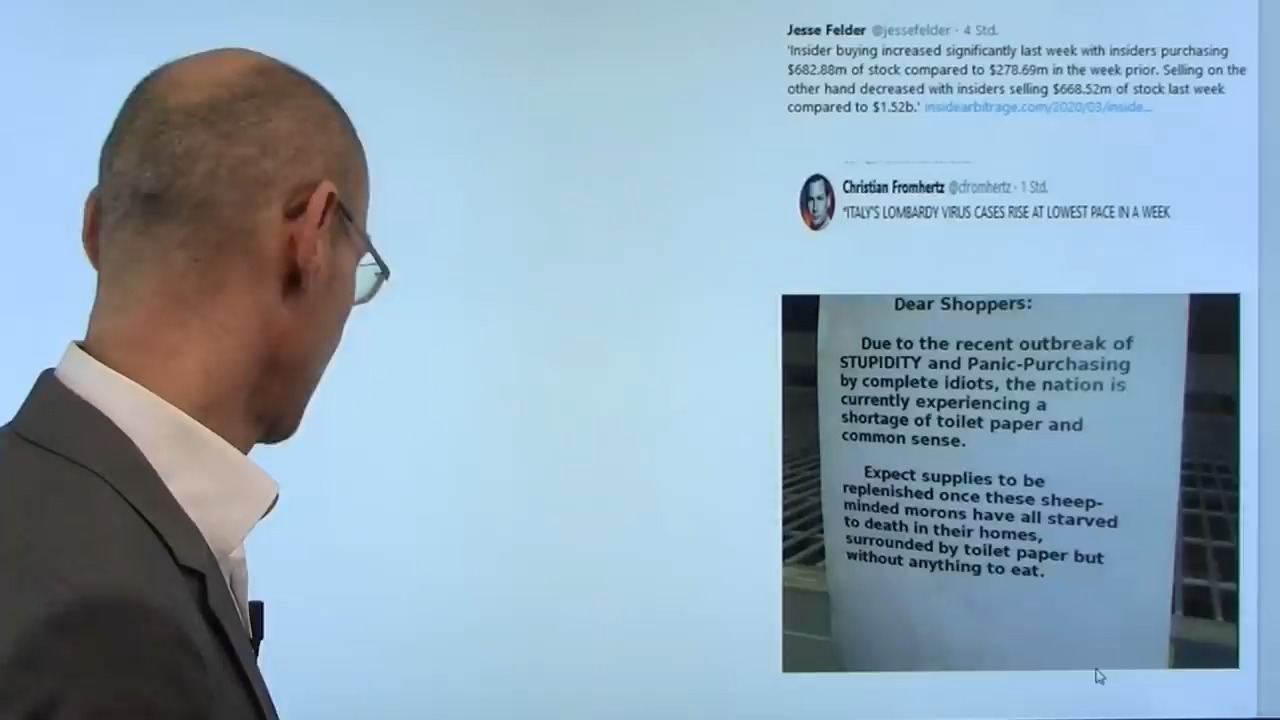 Jesse Felder @jessefelder · 4 Std.
'Insider buying increased significantly last week with insiders purchasing
$682.88m of stock compared to $278.69m in the week prior. Selling on the
other hand decreased with insiders selling $668.52m of stock last week
compared to $1.52b.' insidearbitrage.com/2020/03/inside...
Christian Fromhertz @cfromhertz · 1 Std.
*ITALY'S LOMBARDY VIRUS CASES RISE AT LOWEST PACE IN A WEEK
Dear Shoppers:
Due to the recent outbreak of
STUPIDITY and Panic-Purchasing
by complete idiots, the nation is
currently experiencing a
shortage of toilet paper and
common sense.
Expect supplies to be
replenished once these sheep-
minded morons have all starved
to death in their homes,
surrounded by toilet paper but
without anything to eat.